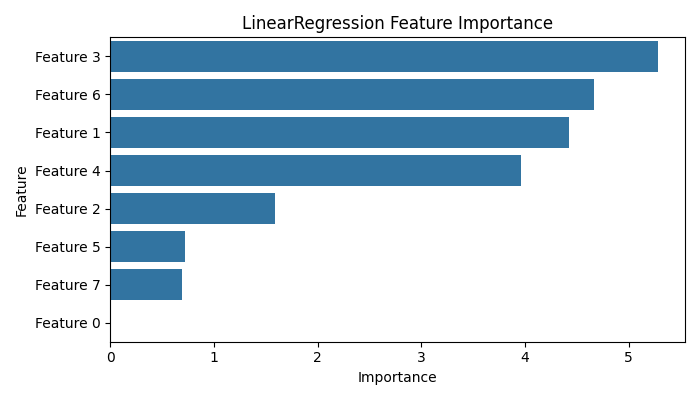 LinearRegression Feature Importance
Feature 3
Feature 6
Feature 1
Feature 4
Feature 2
Feature 5
Feature 7
Feature 0
Feature
0 1 2 3 4 5
Importance